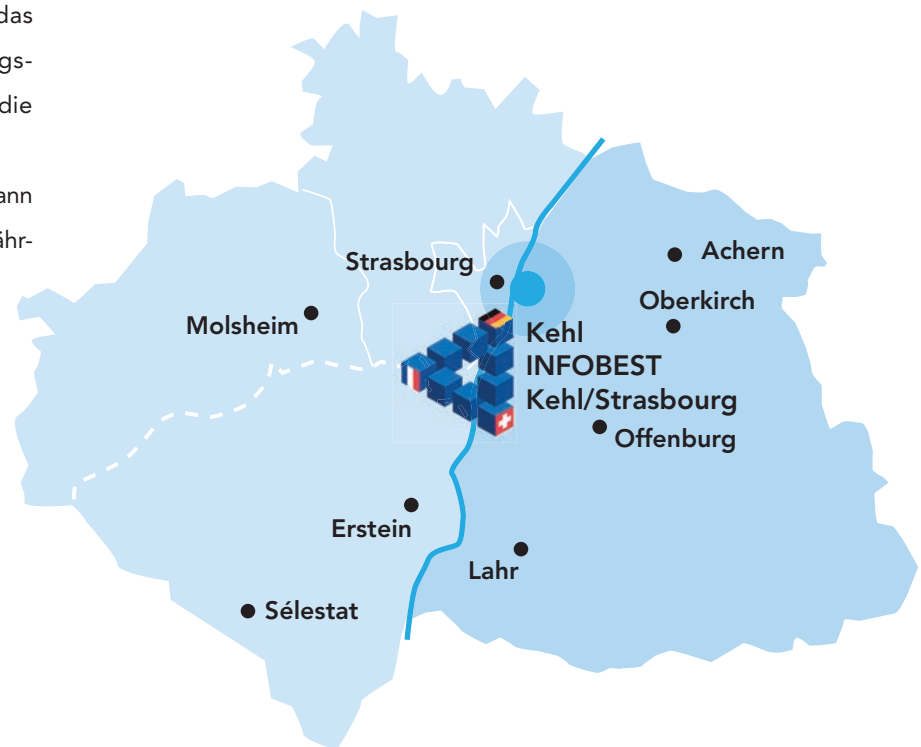 das
gs-
die
ann
ähr-
Strasbourg
Achern
Oberkirch
Molsheim
Kehl
INFOBEST
Kehl/Strasbourg
Offenburg
Erstein
Lahr
Sélestat